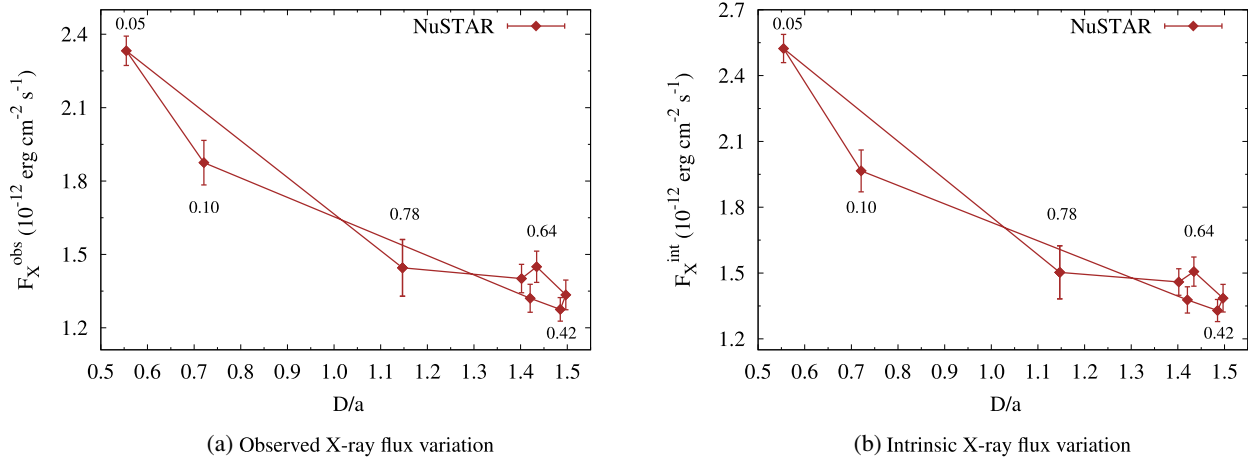 0.05
NuSTAR
2.4
2.1
1.8
1.5
1.2
F_X^obs (10^-12 erg cm^-2 s^-1)
0.10
0.78
0.64
0.42
0.5 0.6 0.7 0.8 0.9 1.0 1.1 1.2 1.3 1.4 1.5
D/a
(a) Observed X-ray flux variation
0.05
NuSTAR
2.7
2.4
2.1
1.8
1.5
1.2
F_X^int (10^-12 erg cm^-2 s^-1)
0.10
0.78
0.64
0.42
0.5 0.6 0.7 0.8 0.9 1.0 1.1 1.2 1.3 1.4 1.5
D/a
(b) Intrinsic X-ray flux variation